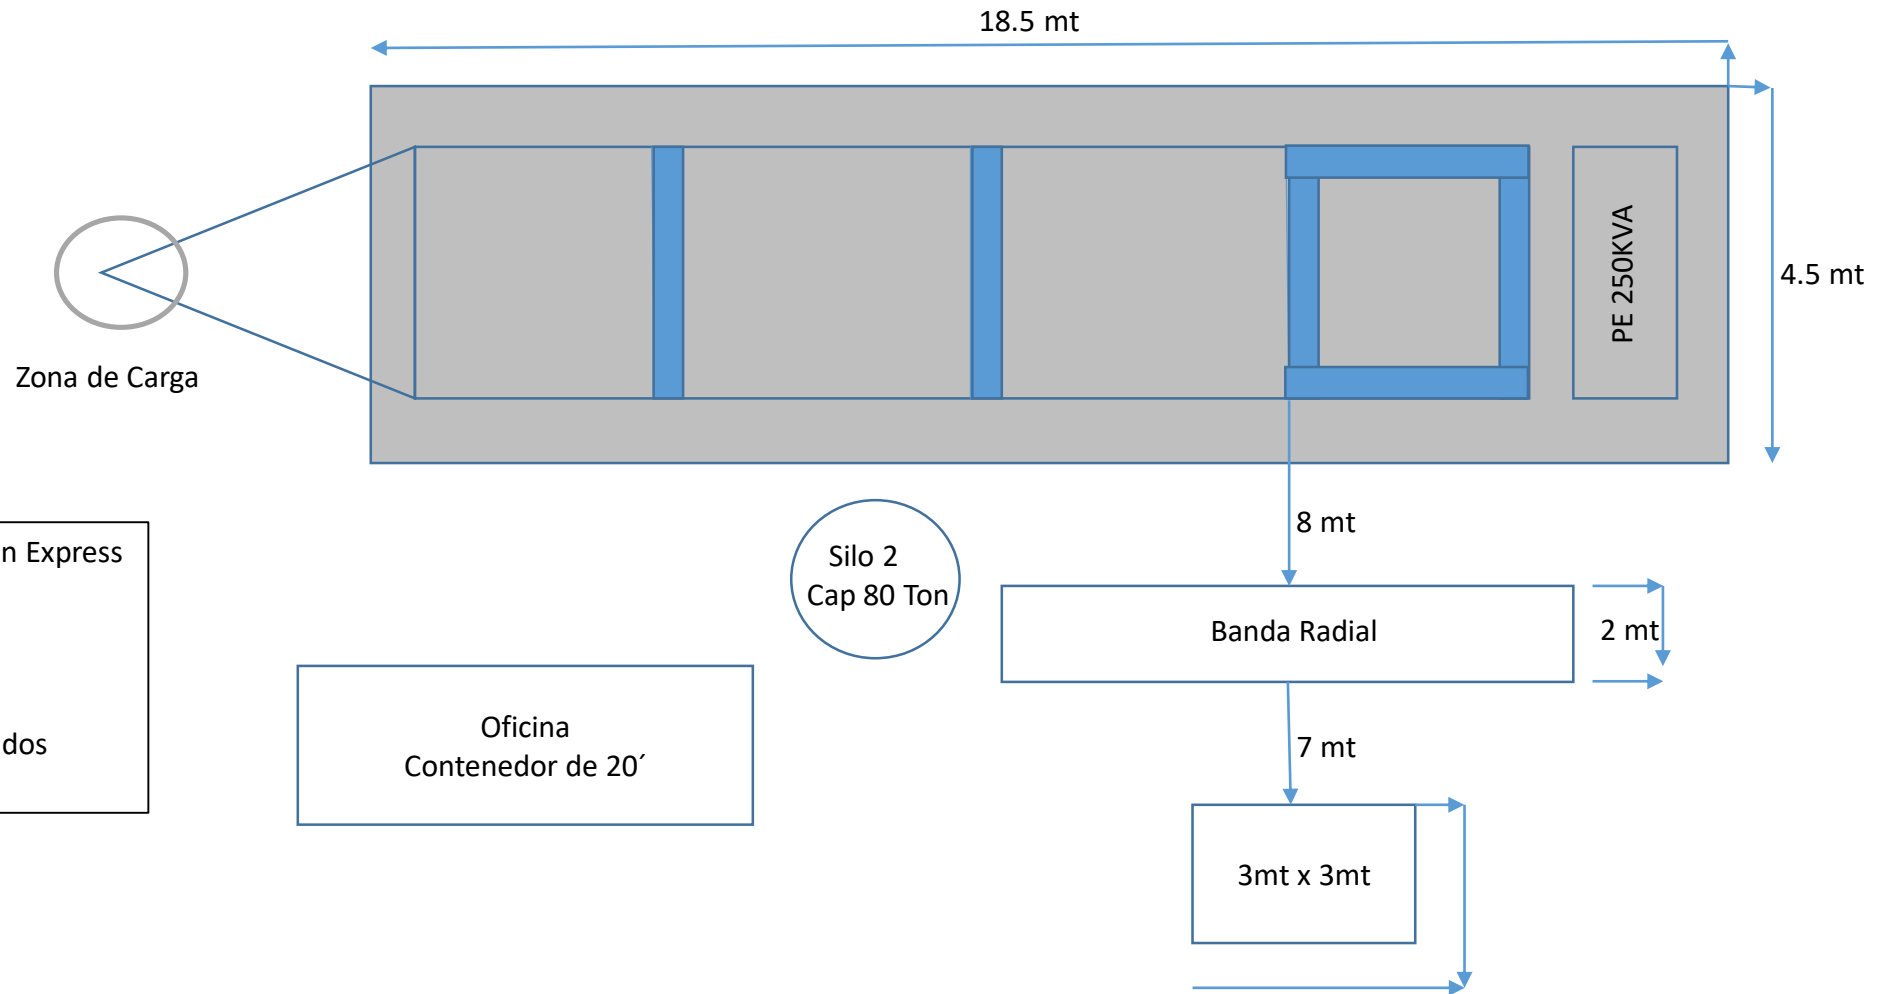 18.5 mt
PE 250KVA
4.5 mt
Zona de Carga
8 mt
n Express
Silo 2
Cap 80 Ton
Banda Radial
2 mt
Oficina
Contenedor de 20´
dos
7 mt
3mt x 3mt